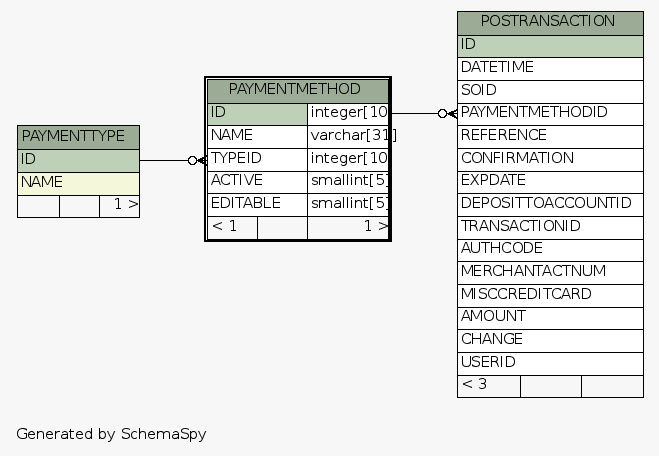 PAYMENTTYPE
ID
NAME
1 >
PAYMENTMETHOD
ID integer[10
NAME varchar[31]
TYPEID integer[10
ACTIVE smallint[5]
EDITABLE smallint[5]
< 1 1 >
POSTRANSACTION
ID
DATETIME
SOID
PAYMENTMETHODID
REFERENCE
CONFIRMATION
EXPDATE
DEPOSITTOACCOUNTID
TRANSACTIONID
AUTHCODE
MERCHANTACTNUM
MISCCREDITCARD
AMOUNT
CHANGE
USERID
< 3
Generated by SchemaSpy